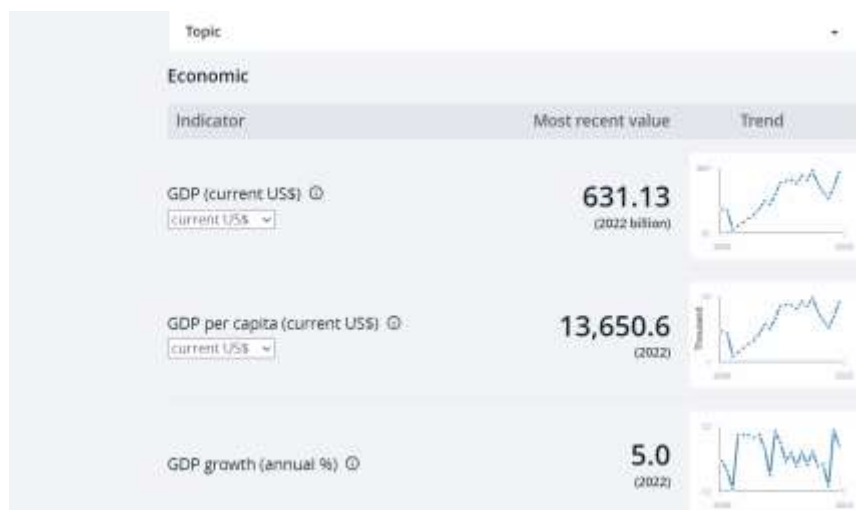 Topic
Economic
Indicator Most recent value Trend
GDP (current US$)
631.13
current US$
(2022 billion)
GDP per capita (current US$)
13,650.6
current US$
(2022)
Thousand
GDP growth (annual %)
5.0
(2022)